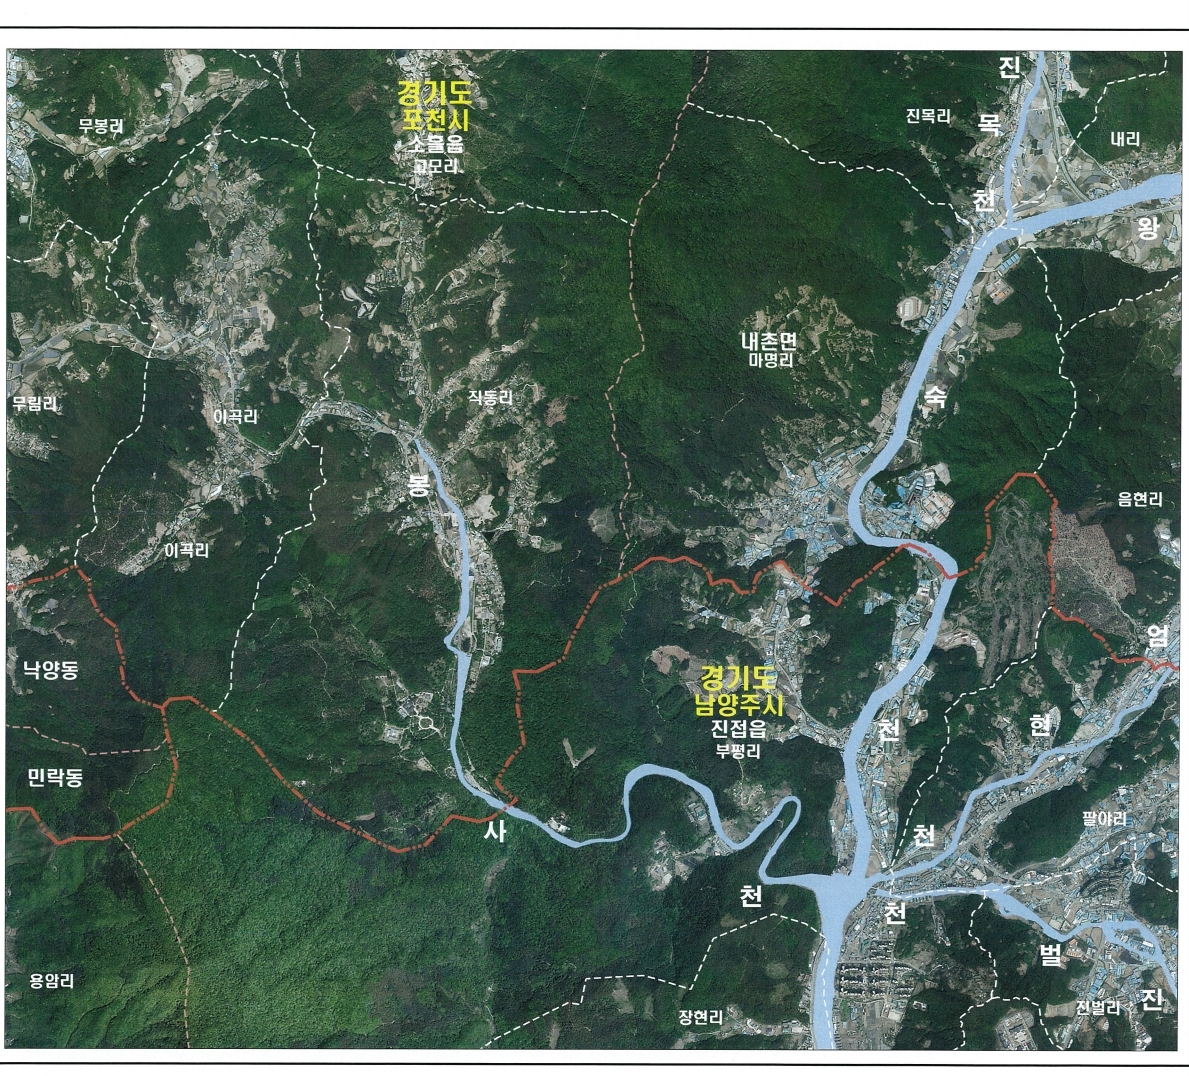 진
경기도
포천시
소흘읍
고모리
무봉리
진목리
목
내리
천
왕
내촌면
마명리
숙
무림리
이곡리
직동리
봉
음현리
이곡리
엄
낙양동
경기도
남양주시
진접읍
부평리
천
현
민락동
사
천
팔야리
천
천
벌
용암리
장현리
진벌리
진